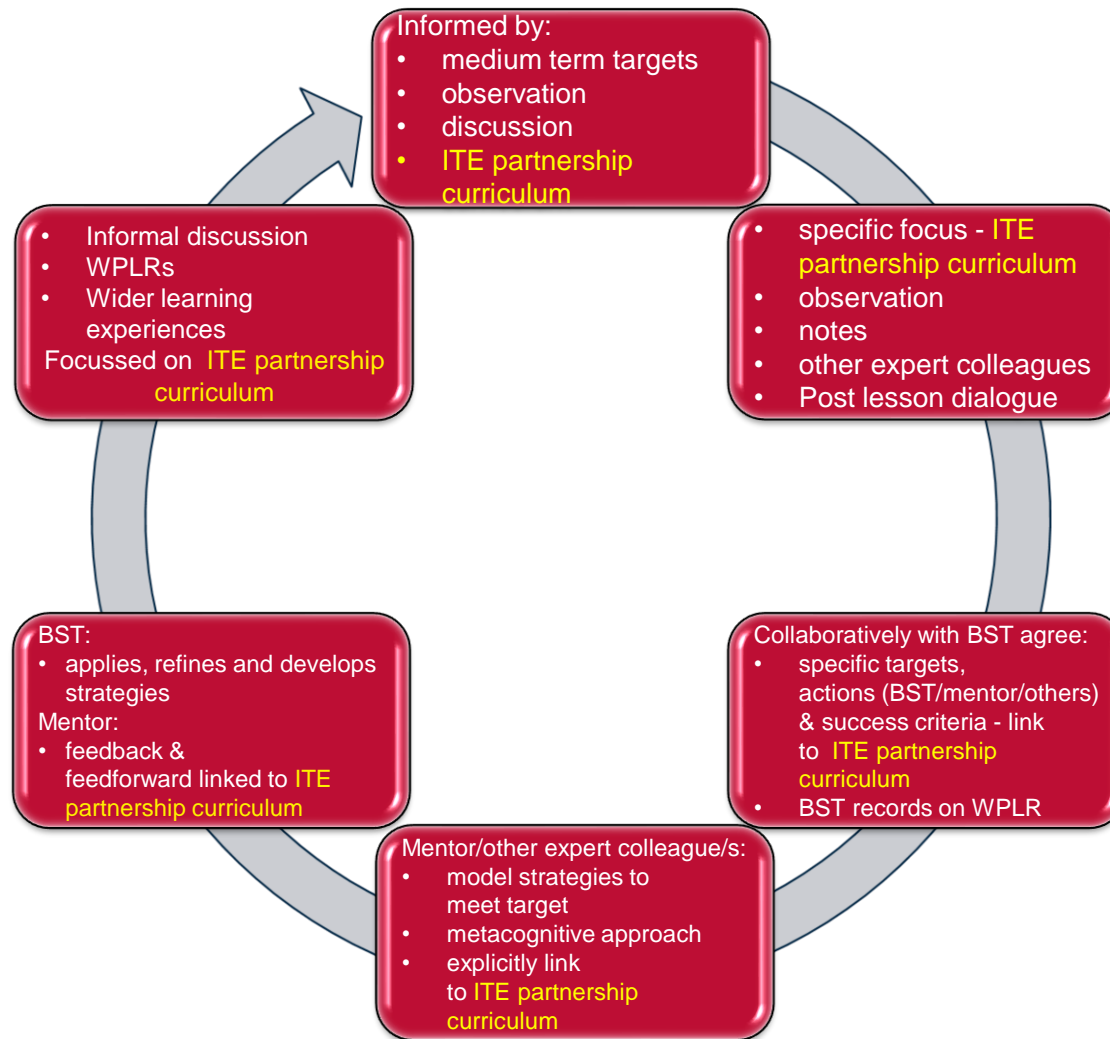 Informed by:
• medium term targets
• observation
• discussion
• ITE partnership
curriculum
• specific focus - ITE
partnership curriculum
• observation
• notes
• other expert colleagues
• Post lesson dialogue
Collaboratively with BST agree:
• specific targets,
actions (BST/mentor/others)
& success criteria - link
to ITE partnership
curriculum
• BST records on WPLR
Mentor/other expert colleague/s:
• model strategies to
meet target
• metacognitive approach
• explicitly link
to ITE partnership
curriculum
BST:
• applies, refines and develops
strategies
Mentor:
• feedback &
feedforward linked to ITE
partnership curriculum
• Informal discussion
• WPLRs
• Wider learning
experiences
Focussed on ITE partnership
curriculum